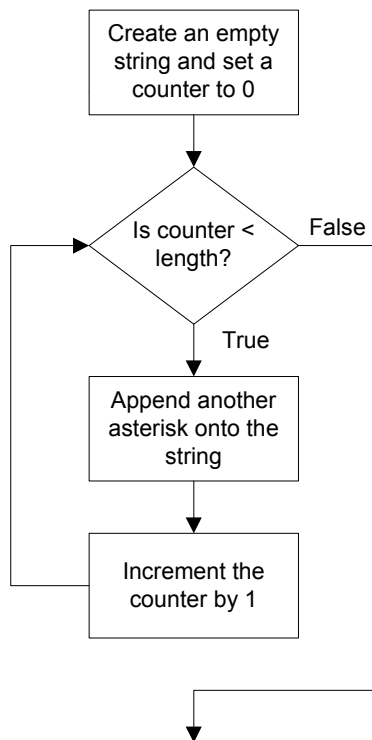 Create an empty
string and set a
counter to 0
Is counter <
length?
False
True
Append another
asterisk onto the
string
Increment the
counter by 1